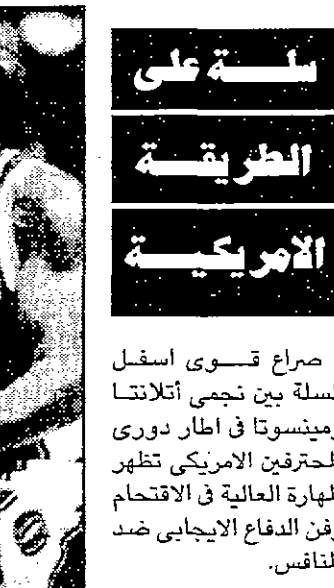 سلة على
الطريقة
الامريكية
صراع قوى اسفل
بين نجمى أتلانتا
ومينسوتا فى اطار دورى
المحترفين الامريكى تظهر
المهارة العالية فى الاقتحام
وفن الدفاع الايجابى ضد
المنافس.